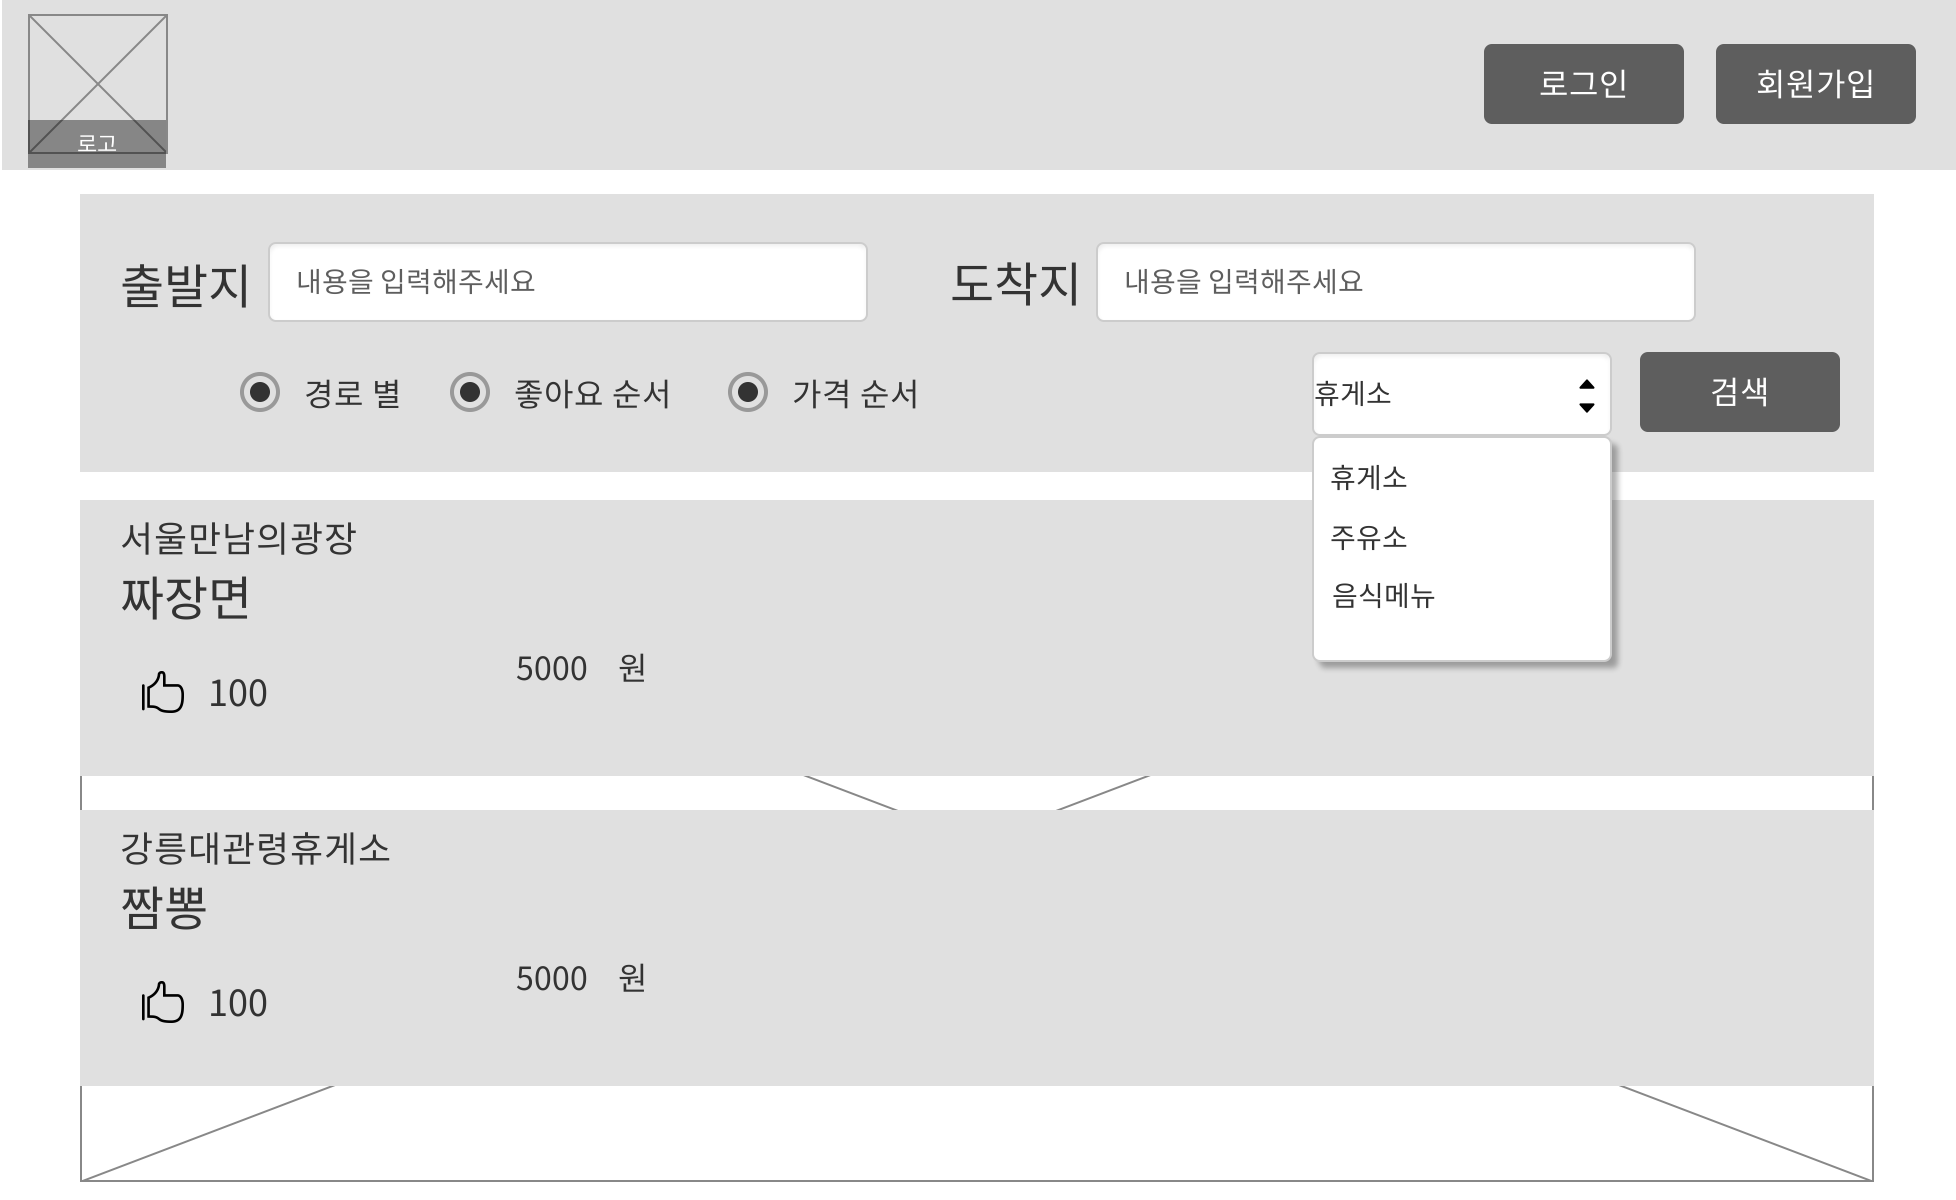 로고
로그인
회원가입
출발지
내용을 입력해주세요
도착지
내용을 입력해주세요
경로 별
좋아요 순서
가격 순서
휴게소
검색
휴게소
주유소
음식메뉴
서울만남의광장
짜장면
100
5000 원
강릉대관령휴게소
짬뽕
100
5000 원